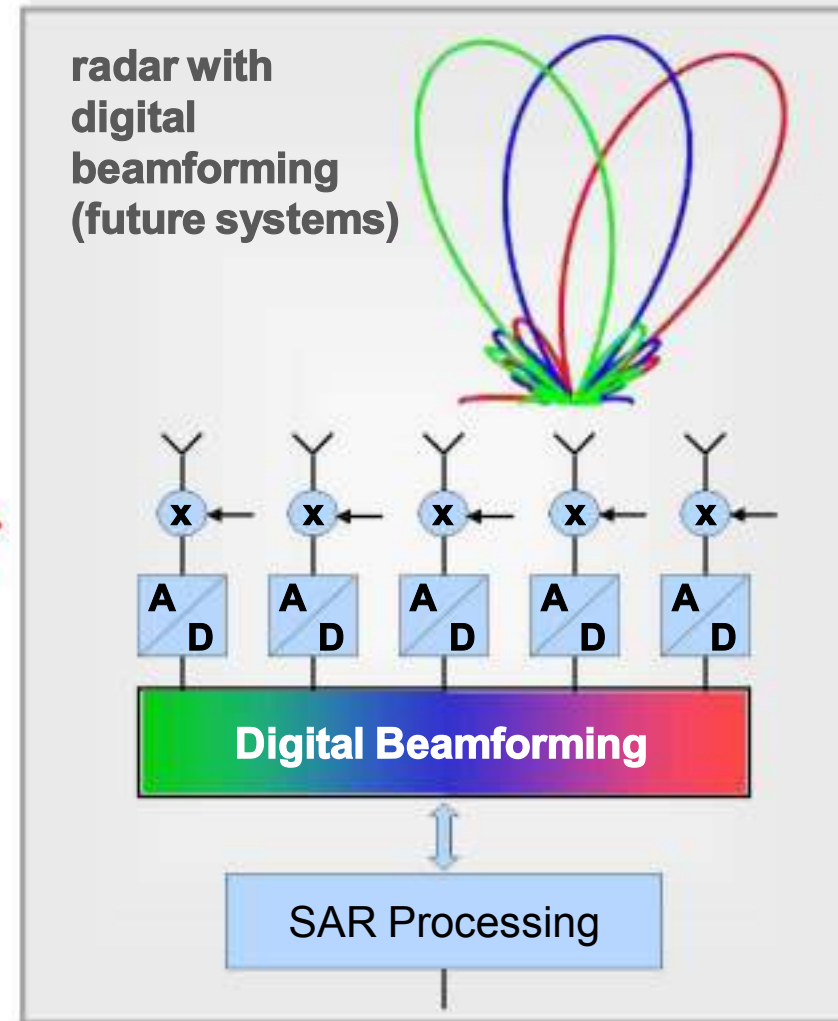 radar with
digital
beamforming
(future systems)
x x x x x
A A A A A
D D D D D
Digital Beamforming
SAR Processing